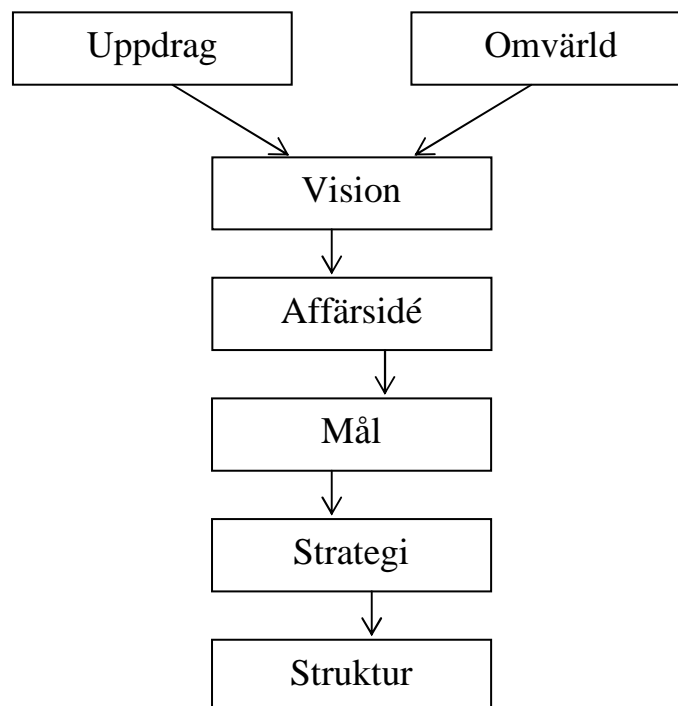 Uppdrag
Omvärld
Vision
Affärsidé
Mål
Strategi
Struktur